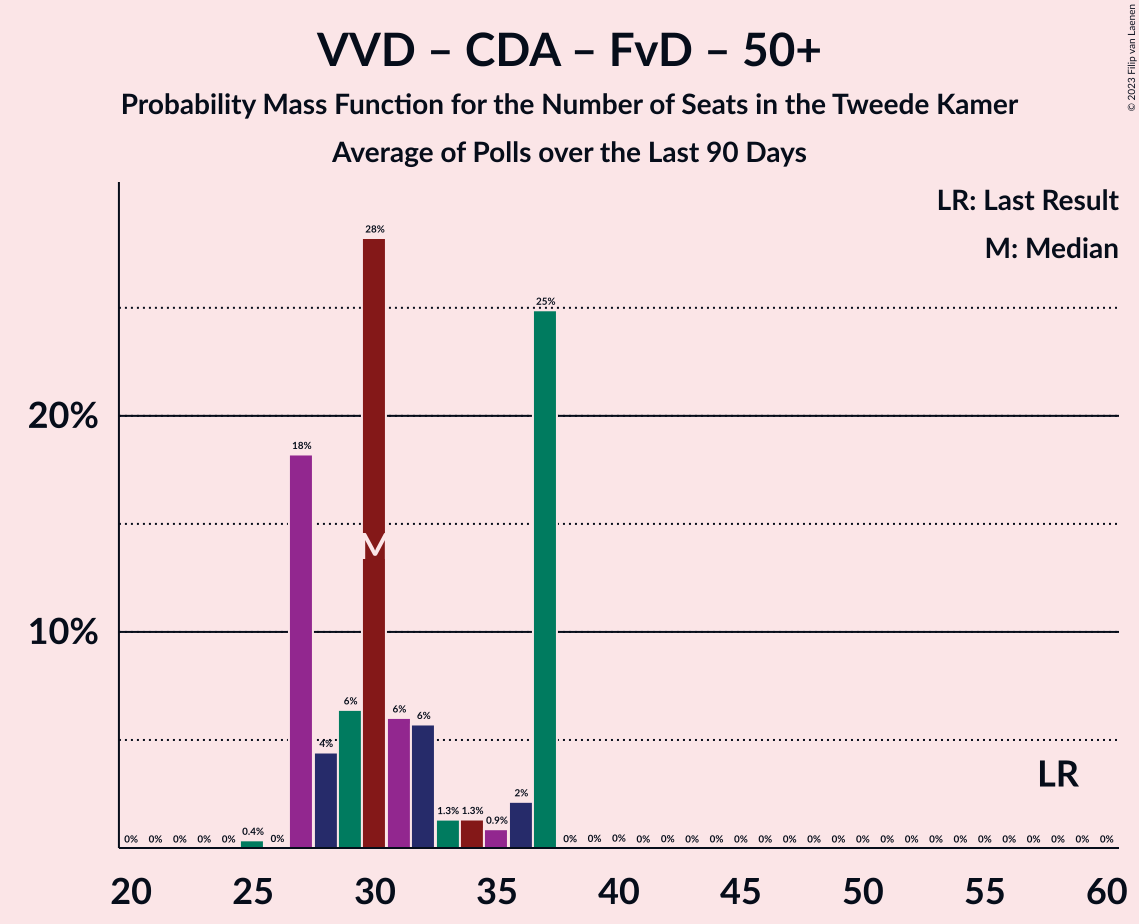 VVD – CDA – FvD – 50+
Probability Mass Function for the Number of Seats in the Tweede Kamer
Average of Polls over the Last 90 Days
© 2023 Filip van Laenen
LR: Last Result
M: Median
28%
25%
20%
18%
M
10%
6%
6%
6%
4%
LR
2%
1.3%
1.3%
0.9%
0% 0% 0% 0% 0% 0.4% 0% 0% 0% 0% 0% 0% 0% 0% 0% 0% 0% 0% 0% 0% 0% 0% 0% 0% 0% 0% 0% 0% 0% 0%
20 25 30 35 40 45 50 55 60